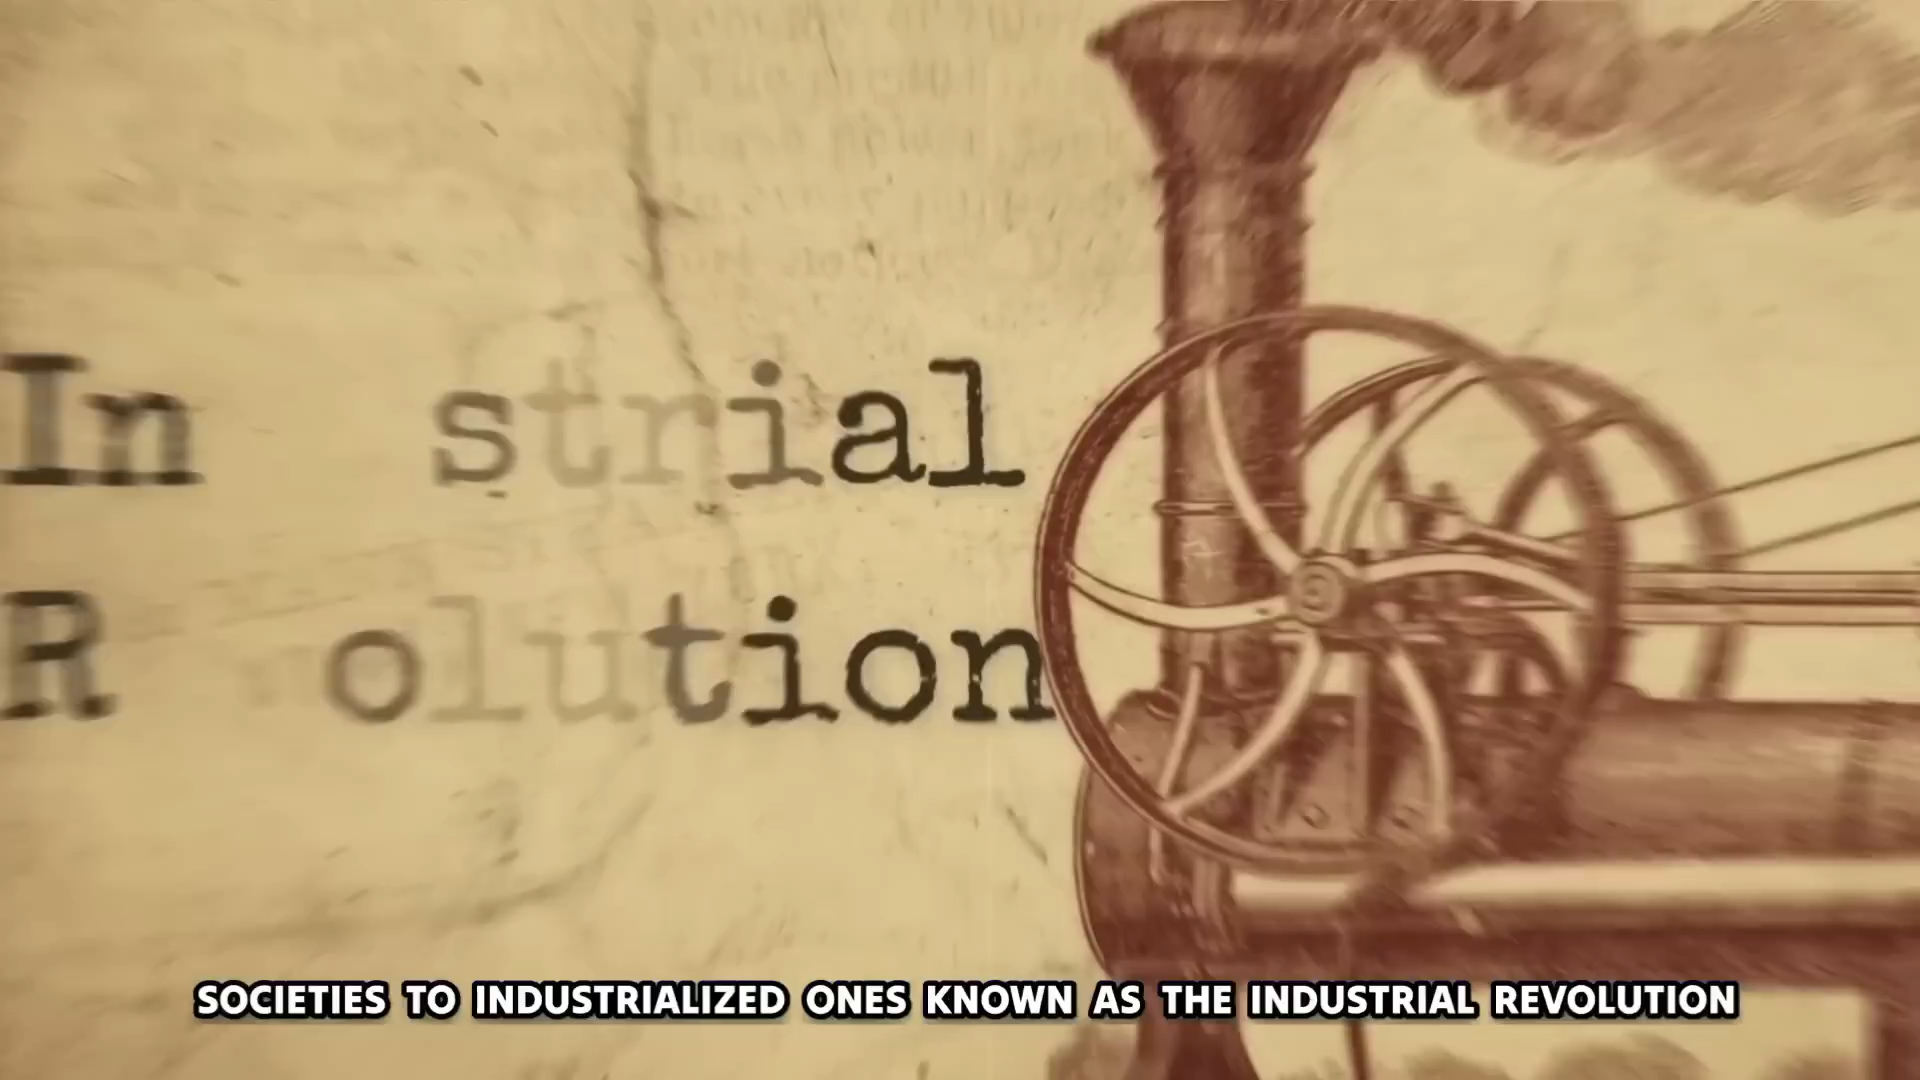 In strial
R olution
SOCIETIES TO INDUSTRIALIZED ONES KNOWN AS THE INDUSTRIAL REVOLUTION